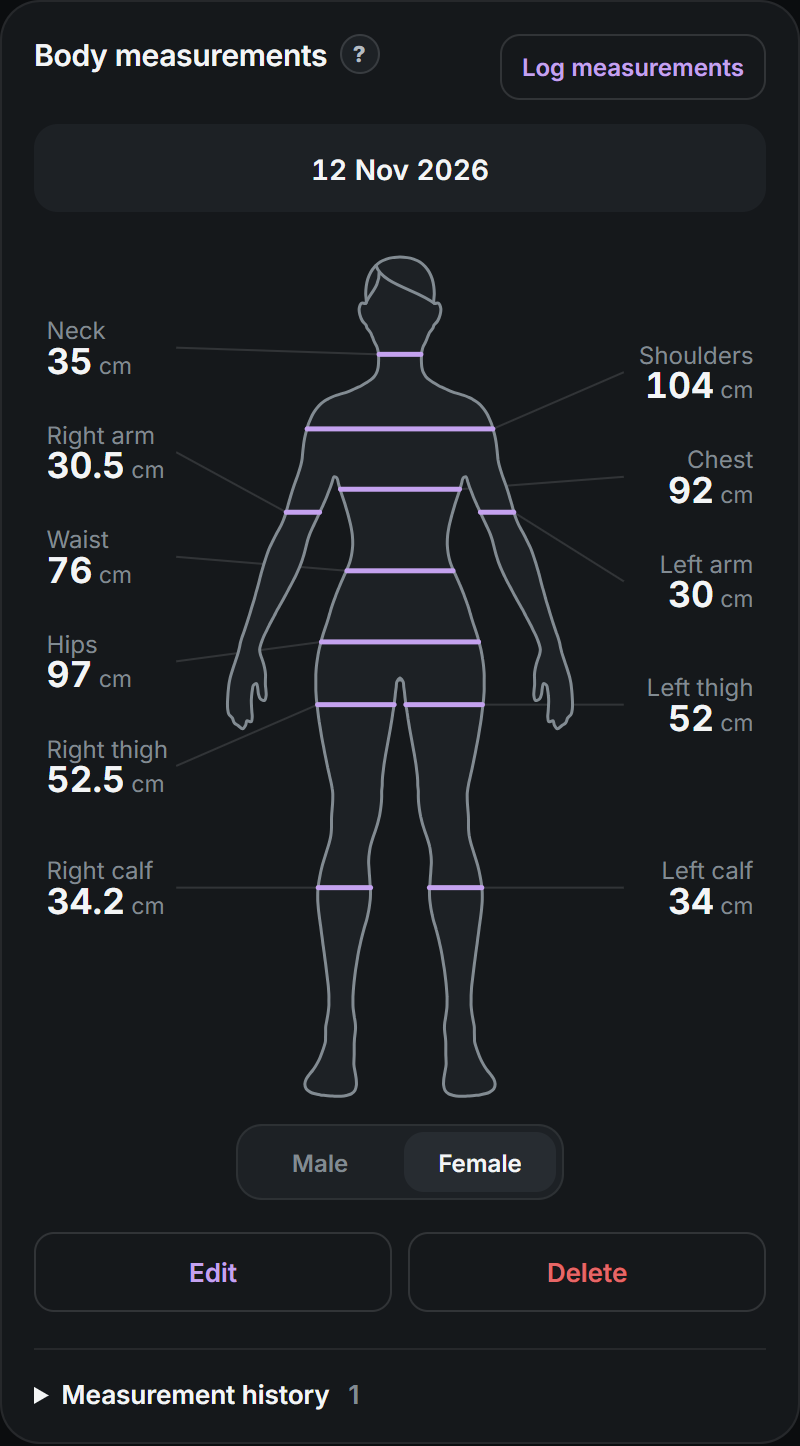 Body measurements ?
Log measurements
12 Nov 2026
Neck
35 cm
Shoulders
104 cm
Right arm
30.5 cm
Chest
92 cm
Waist
76 cm
Left arm
30 cm
Hips
97 cm
Left thigh
52 cm
Right thigh
52.5 cm
Right calf
34.2 cm
Left calf
34 cm
Male
Female
Edit
Delete
Measurement history 1